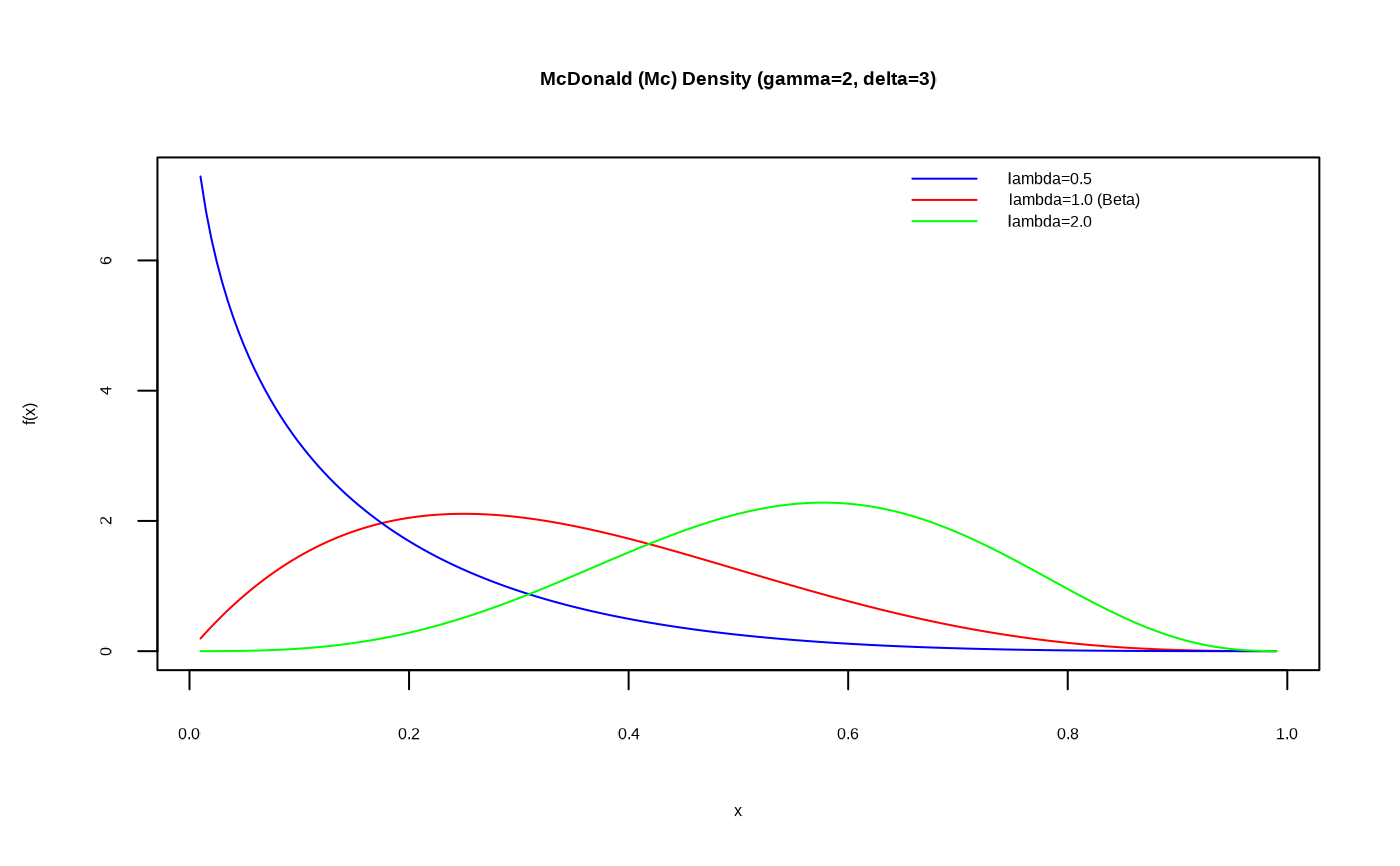 McDonald (Mc) Density (gamma=2, delta=3)
lambda=0.5
lambda=1.0 (Beta)
lambda=2.0
6
4
2
0
f(x)
0.0 0.2 0.4 0.6 0.8 1.0
x